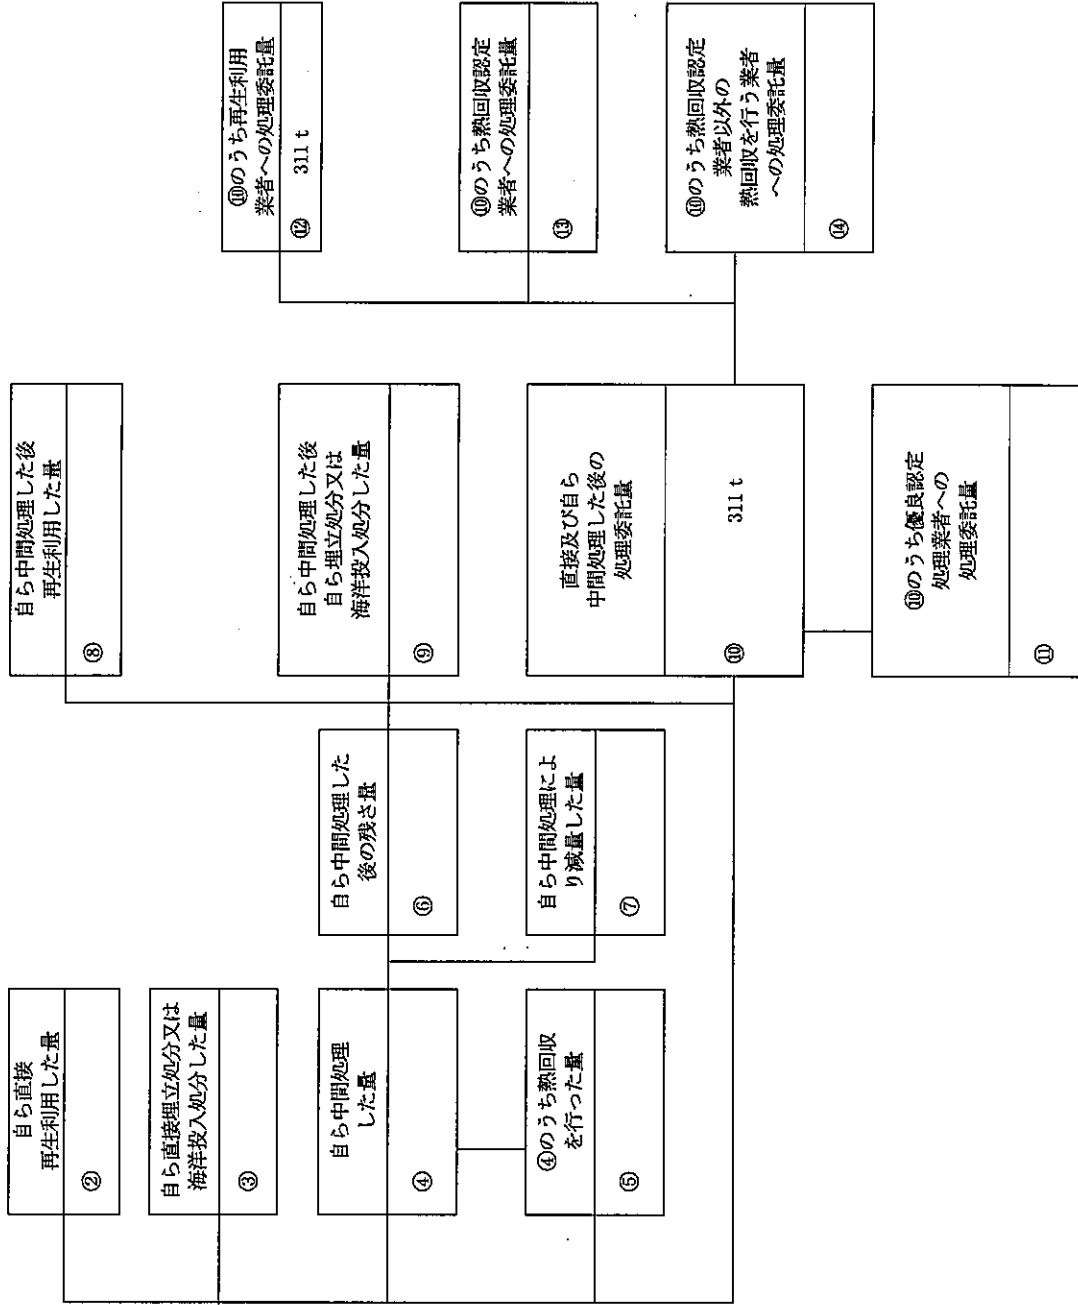 自ら直接
再生利用した量
②
自ら直接埋立処分又は
海洋投入処分した量
③
自ら中間処理
した量
④
④のうち熱回収
を行った量
⑤
自ら中間処理した
後の残さ量
⑥
自ら中間処理によ
り減量した量
⑦
自ら中間処理した後
再生利用した量
⑧
自ら中間処理した後
自ら埋立処分又は
海洋投入処分した量
⑨
直接及び自ら
中間処理した後の
処理委託量
⑩ 311 t
⑩のうち優良認定
処理業者への
処理委託量
⑪
⑩のうち再生利用
業者への処理委託量
⑫ 311 t
⑩のうち熱回収認定
業者への処理委託量
⑬
⑩のうち熱回収認定
業者以外の
熱回収を行う業者
への処理委託量
⑭